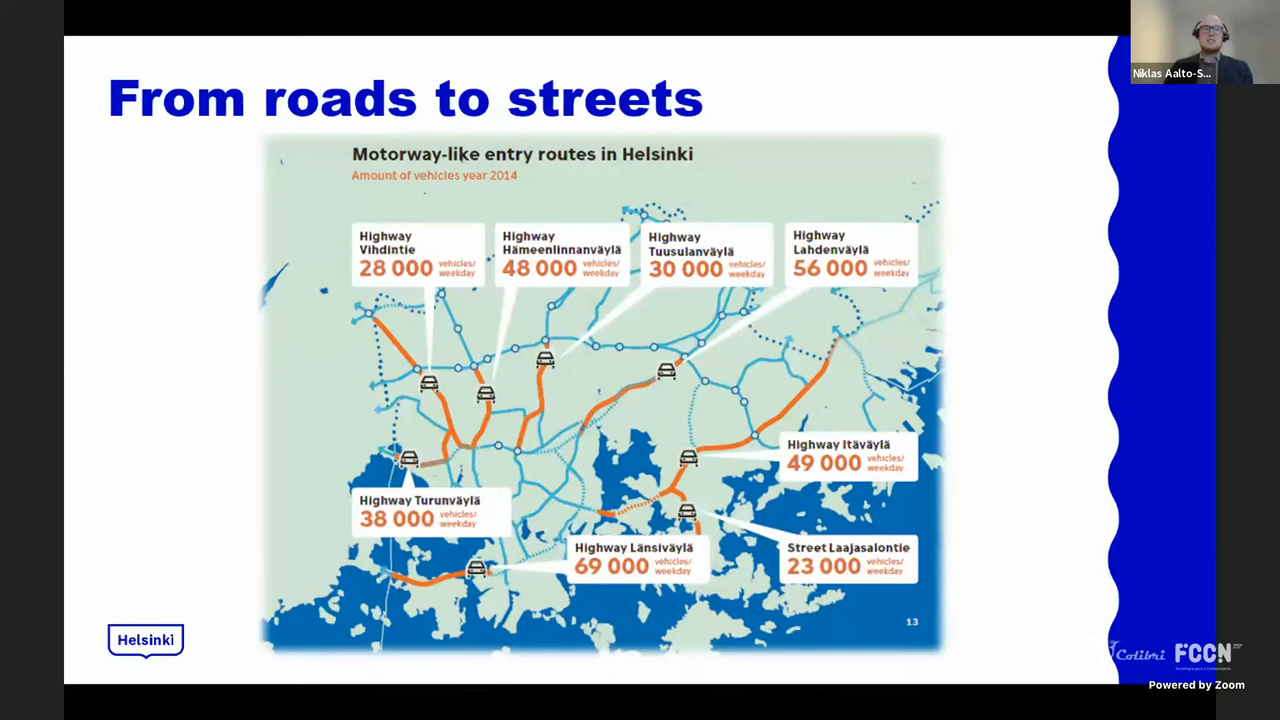 Niklas Aalto-S...
From roads to streets
Motorway-like entry routes in Helsinki
Amount of vehicles year 2014
Highway
Vihdintie
28 000 vehicles/
weekday
Highway
Hämeenlinnanväylä
48 000 vehicles/
weekday
Highway
Tuusulanväylä
30 000 vehicles/
weekday
Highway
Lahdenväylä
56 000 vehicles/
weekday
Highway Itäväylä
49 000 vehicles/
weekday
Highway Turunväylä
38 000 vehicles/
weekday
Highway Länsiväylä
69 000 vehicles/
weekday
Street Laajasalontie
23 000 vehicles/
weekday
13
Helsinki
Colibri
FCCN
Powered by Zoom